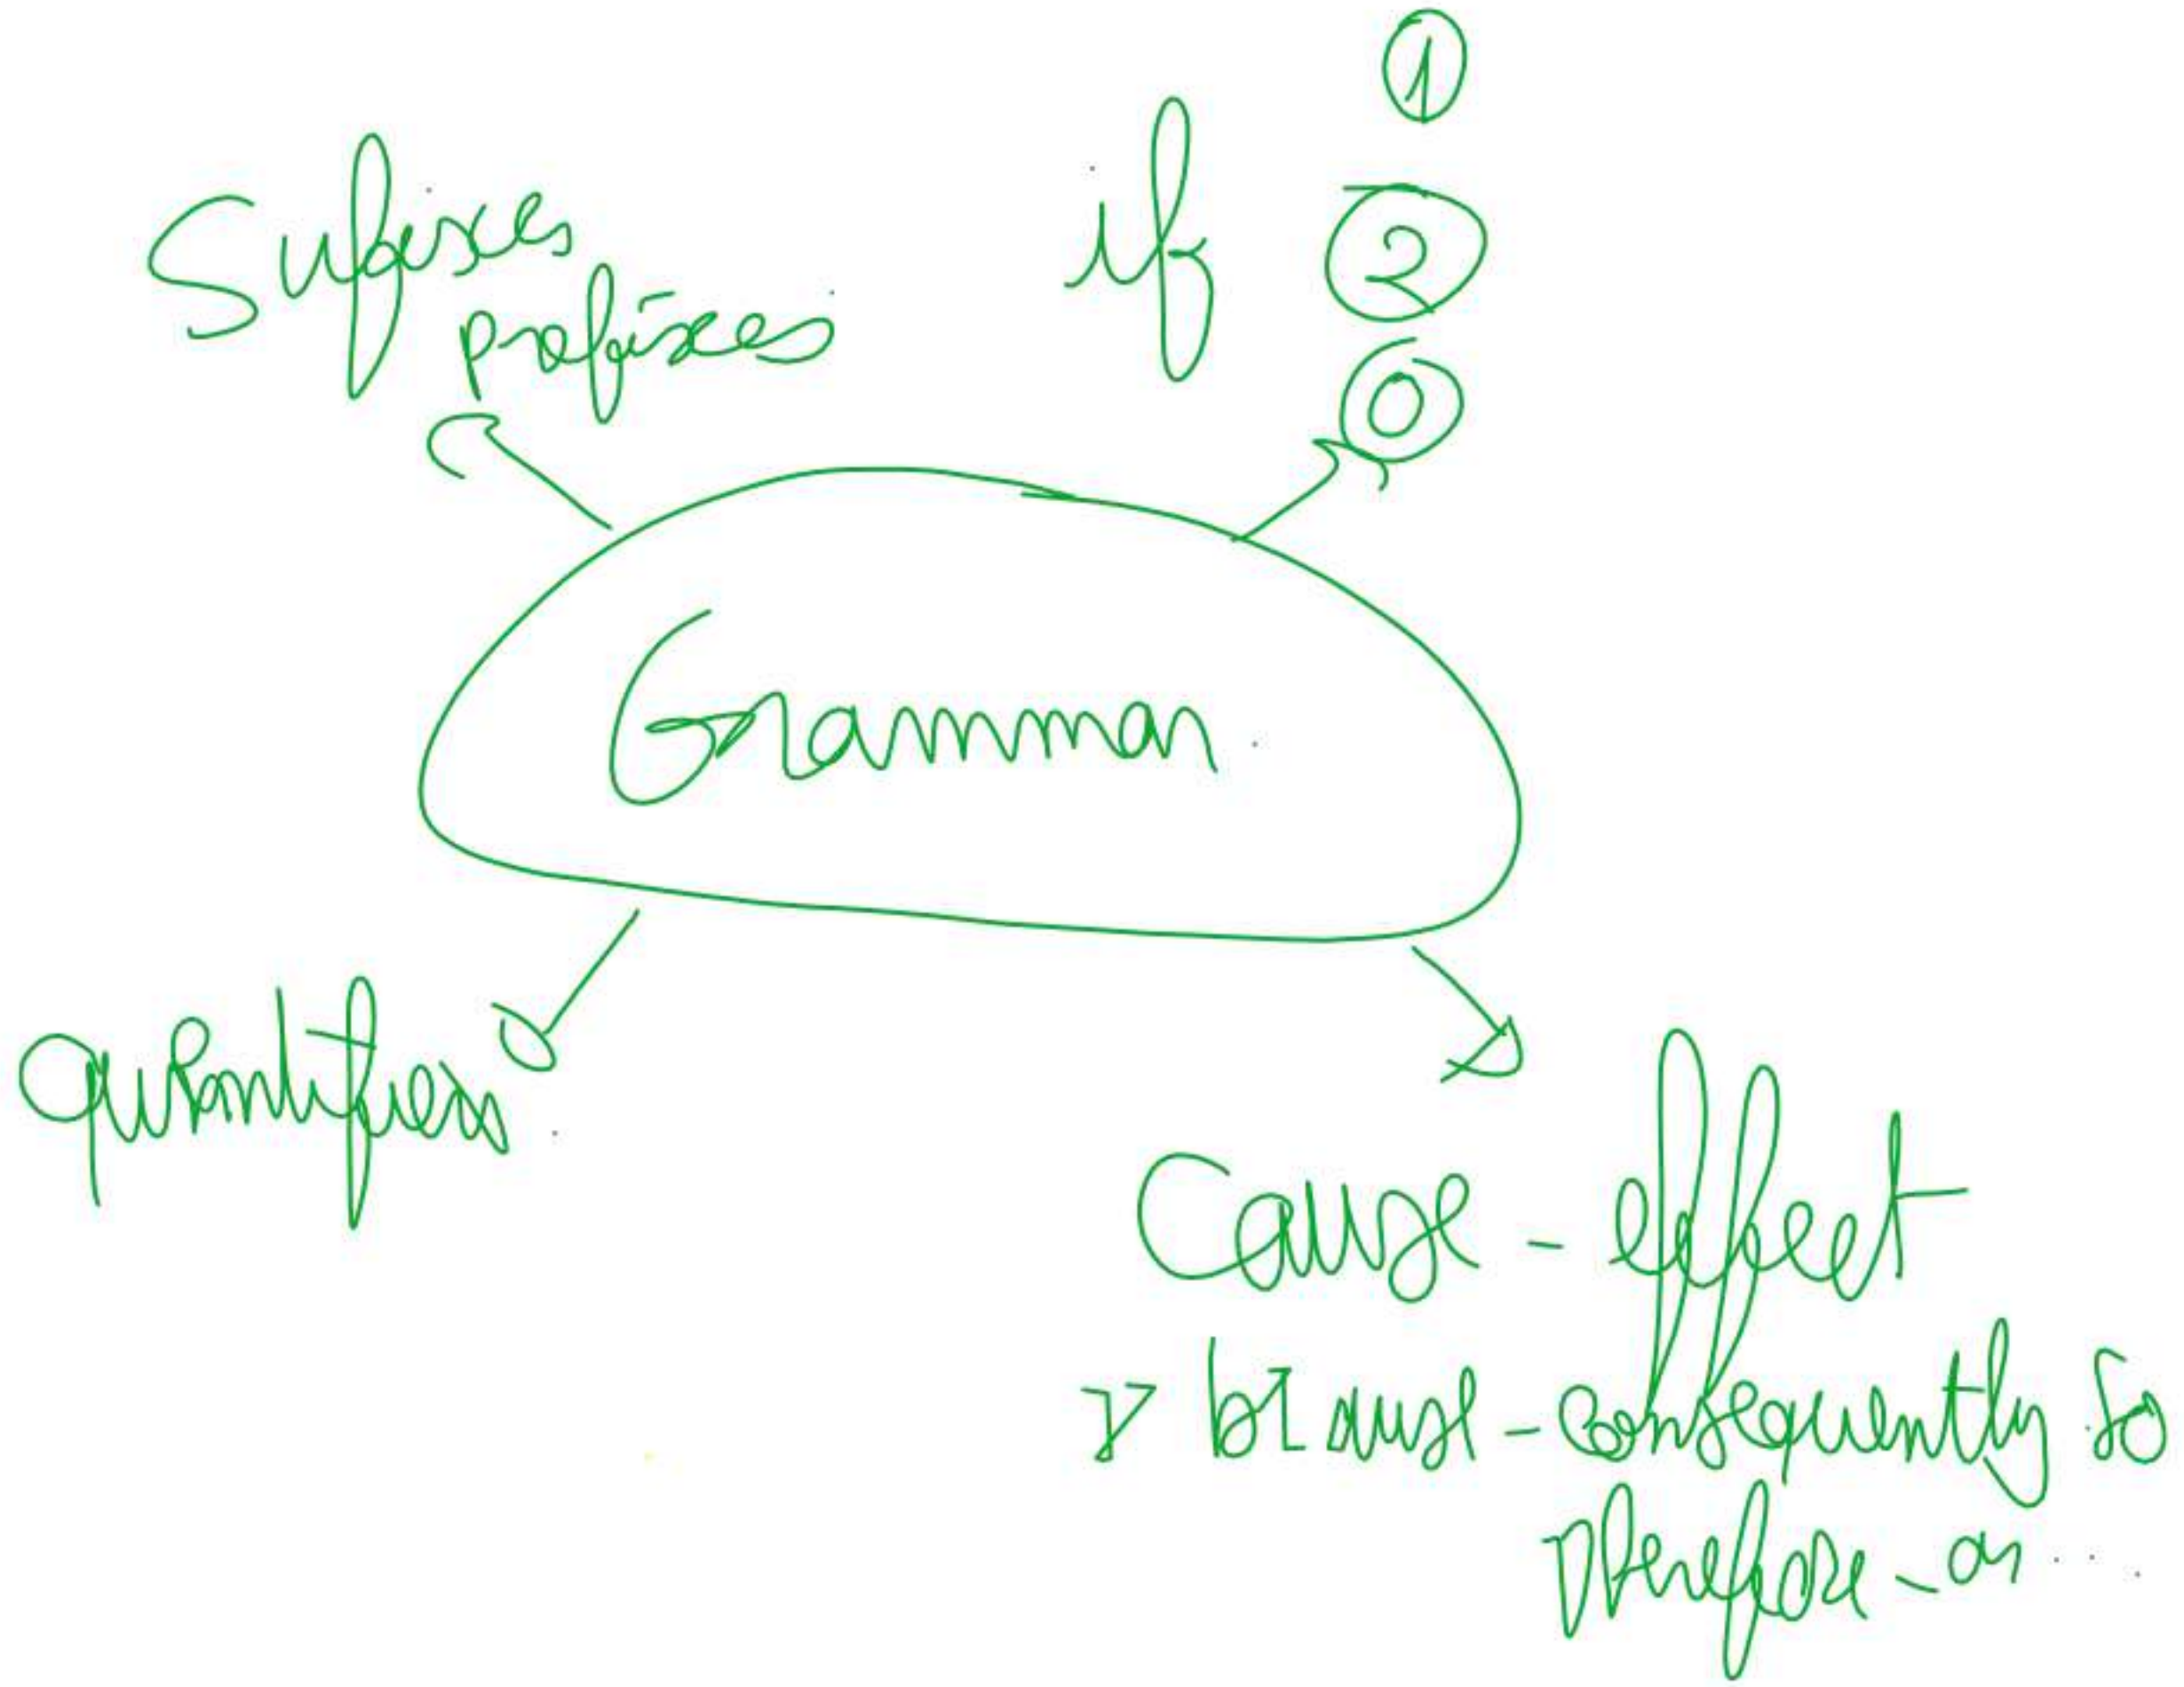 ①
if ②
⓪
Sufixes
prefixes
Grammar
quantifiers
Cause - effect
because - consequently so
Therefore - as ...